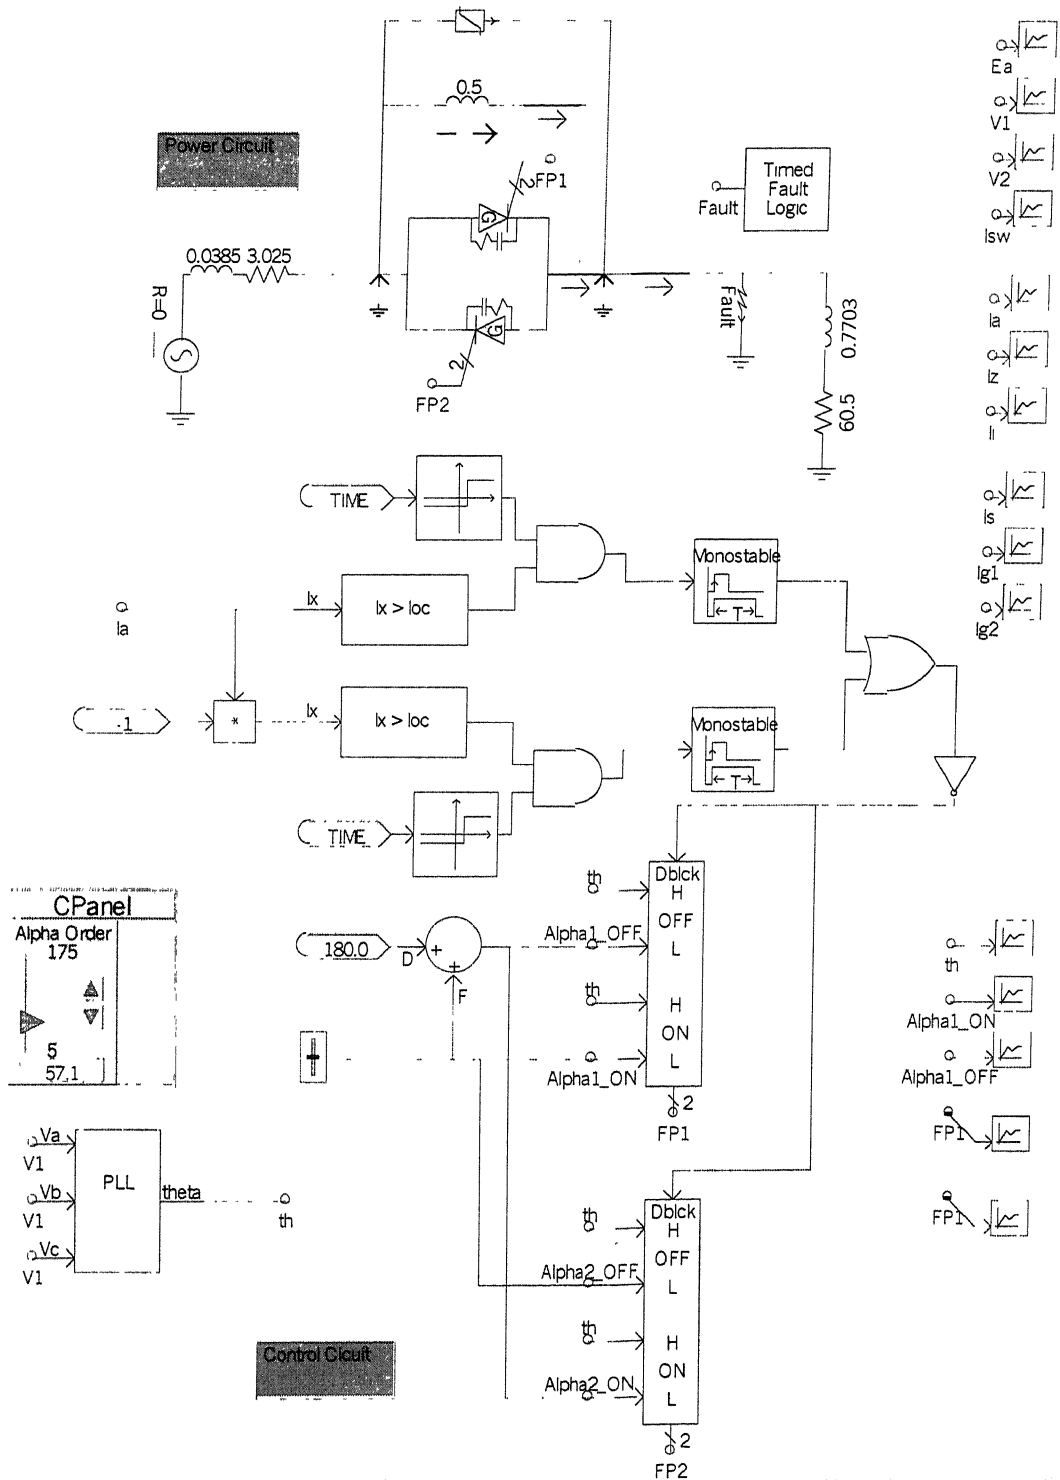 0.5
Power Circuit
2
FP1
Timed
Fault
Logic
Fault
0.0385 3.025
R=0
G
G
2
FP2
Fault
0.7703
60.5
Ea
V1
V2
Isw
Ia
Iz
Is
Ig1
Ig2
TIME
Ia
Ix
Ix > Ioc
Monostable
T
-1
*
Ix
Ix > Ioc
Monostable
T
TIME
CPanel
Alpha Order
175
5
57.1
180.0
D
+
+
F
th
Alpha1_OFF
th
Alpha1_ON
Dblck
H
OFF
L
H
ON
L
2
FP1
th
Alpha1_ON
Alpha1_OFF
FP1
FP1
Va
V1
Vb
V1
Vc
V1
PLL
theta
th
th
Alpha2_OFF
th
Alpha2_ON
Dblck
H
OFF
L
H
ON
L
2
FP2
Control Cicuit